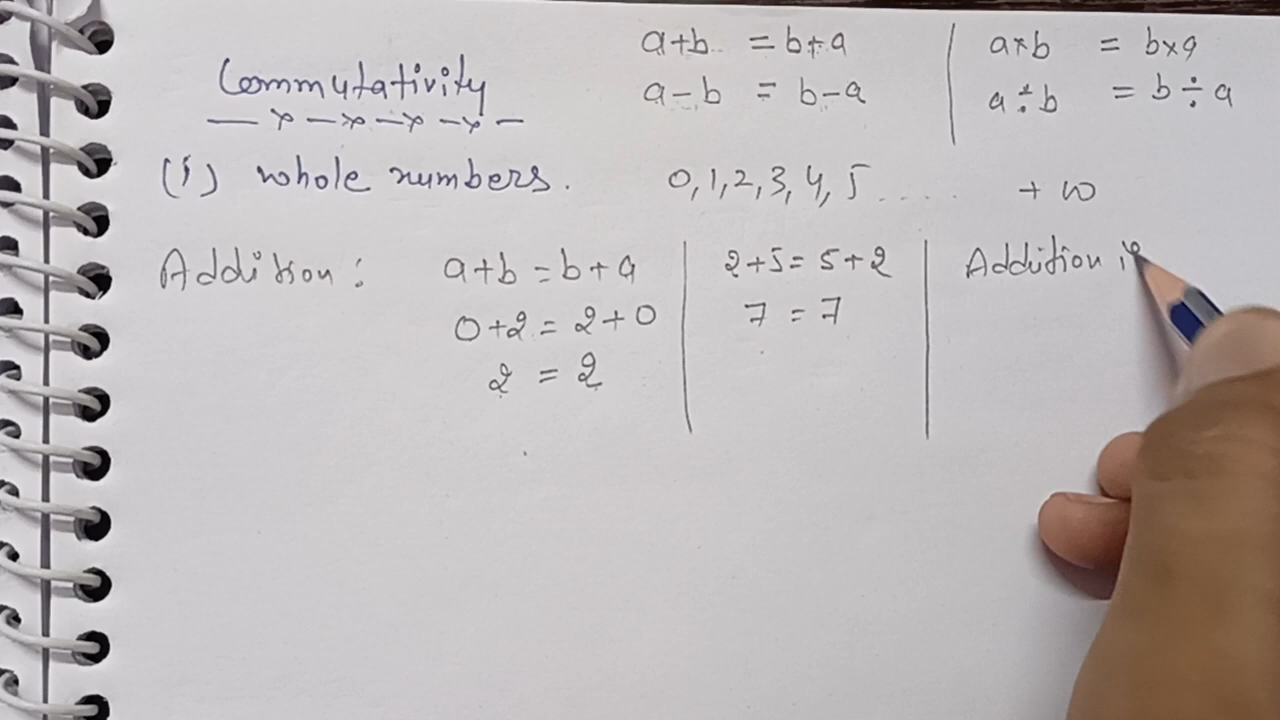 Commutativity
a+b = b+a
a-b = b-a
a×b = b×a
a÷b = b÷a
(i) whole numbers. 0, 1, 2, 3, 4, 5 ..... +∞
Addition: a+b = b+a
0+2 = 2+0
2 = 2
2+5 = 5+2
7 = 7
Addition is